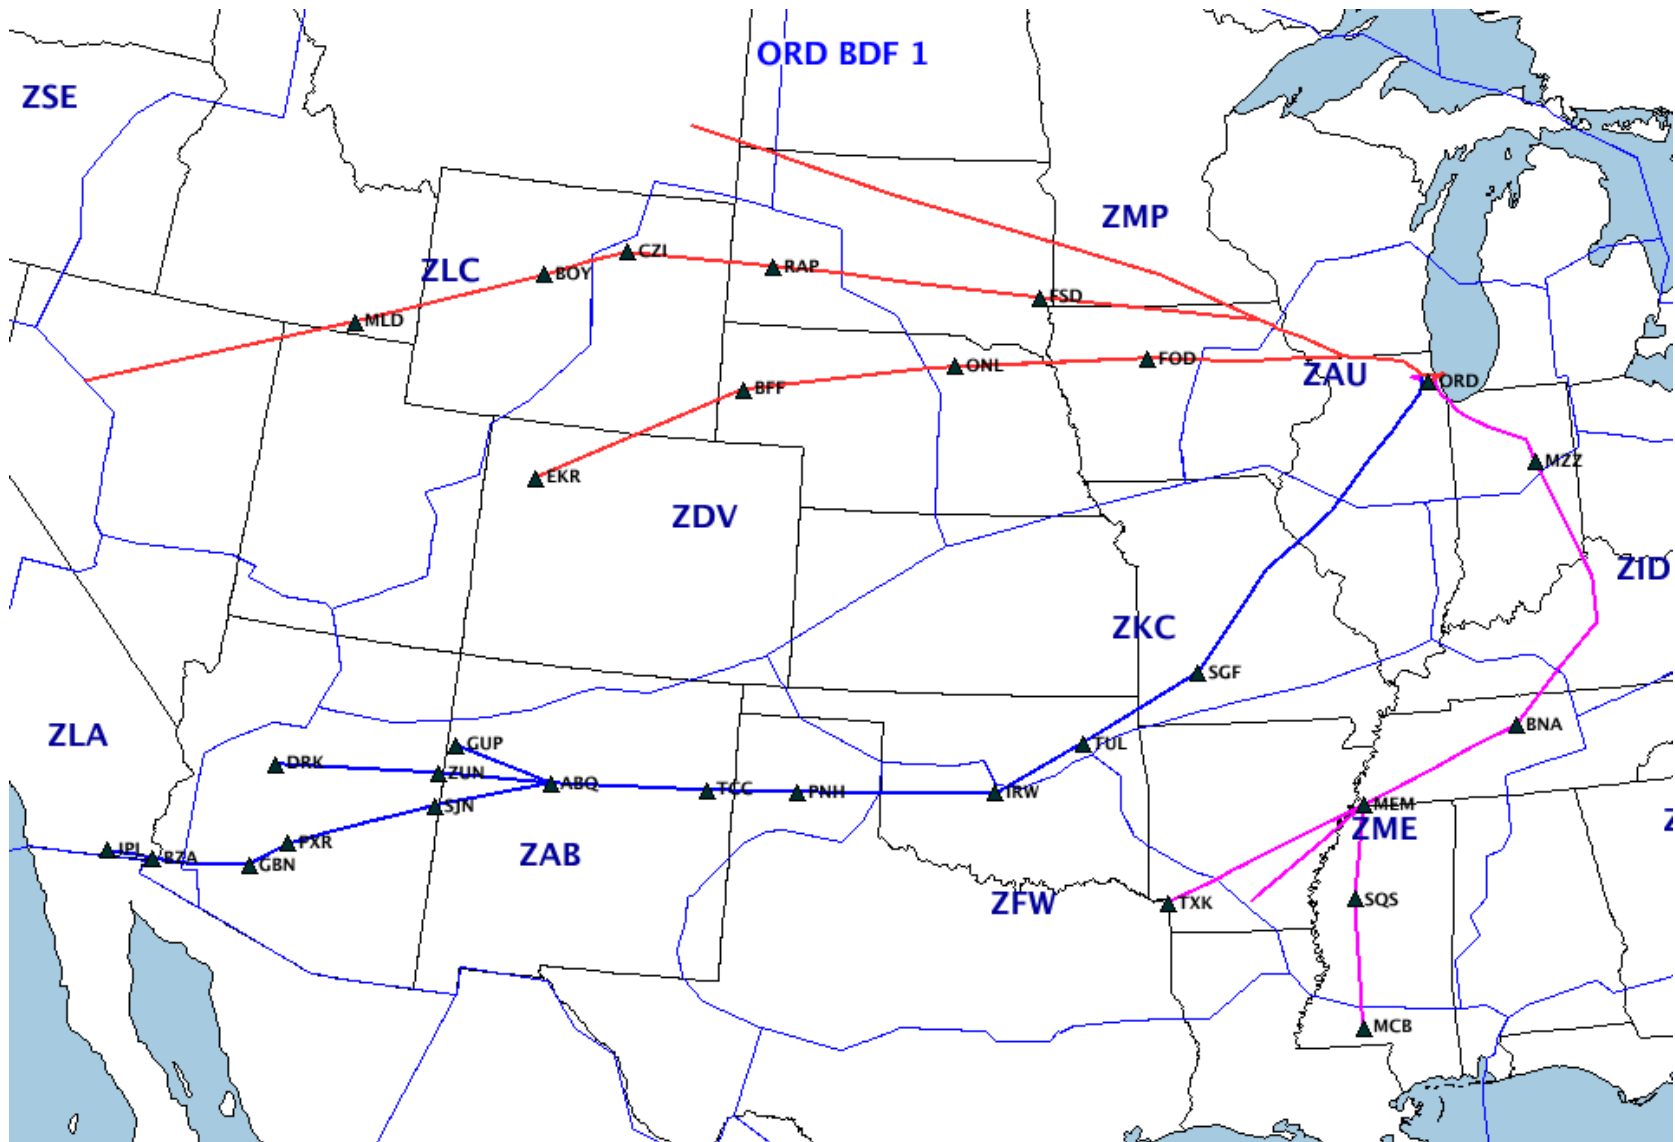 ORD BDF 1
ZSE
ZMP
CZI
ZLC
BOY
RAP
FSD
MLD
FOD
ONL
ZAU
ORD
BFF
MZZ
EKR
ZDV
ZID
ZKC
SGF
BNA
ZLA
GUP
TUL
DRK
ZUN
ABQ
TCC
PNH
IRW
SJN
MEM
ZME
Z
PXR
IPL
BZA
GBN
ZAB
SQS
ZFW
TXK
MCB